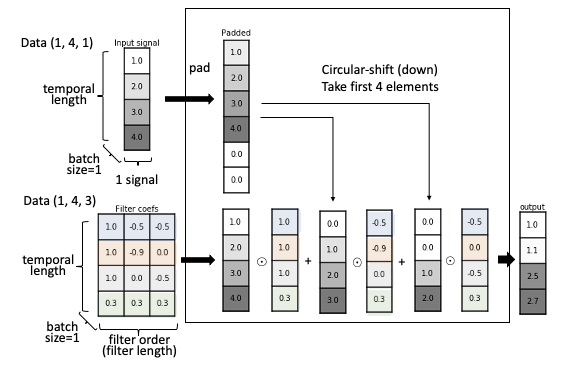 Data (1, 4, 1)
Input signal
1.0
2.0
3.0
4.0
temporal
length
batch
size=1
1 signal
pad
Padded
1.0
2.0
3.0
4.0
0.0
0.0
Circular-shift (down)
Take first 4 elements
Data (1, 4, 3)
Filter coefs
1.0 -0.5 -0.5
1.0 -0.9 0.0
1.0 0.0 -0.5
0.3 0.3 0.3
temporal
length
batch
size=1
filter order
(filter length)
1.0 1.0 0.0 -0.5 0.0 -0.5
2.0 1.0 1.0 -0.9 0.0 0.0
⊙ + ⊙ + ⊙
3.0 1.0 2.0 0.0 1.0 -0.5
4.0 0.3 3.0 0.3 2.0 0.3
output
1.0
1.1
2.5
2.7